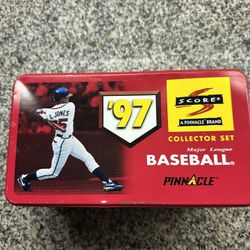 JONES
'97
SCORE®
A PINNACLE BRAND
COLLECTOR SET
Major League
BASEBALL®
PINNACLE®